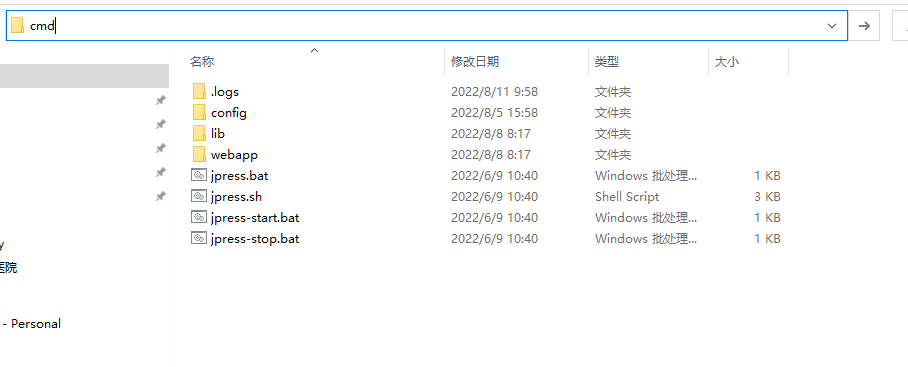 cmd
名称 修改日期 类型 大小
.logs 2022/8/11 9:58 文件夹
config 2022/8/5 15:58 文件夹
lib 2022/8/8 8:17 文件夹
webapp 2022/8/8 8:17 文件夹
jpress.bat 2022/6/9 10:40 Windows 批处理... 1 KB
jpress.sh 2022/6/9 10:40 Shell Script 3 KB
jpress-start.bat 2022/6/9 10:40 Windows 批处理... 1 KB
jpress-stop.bat 2022/6/9 10:40 Windows 批处理... 1 KB
y
医院
- Personal